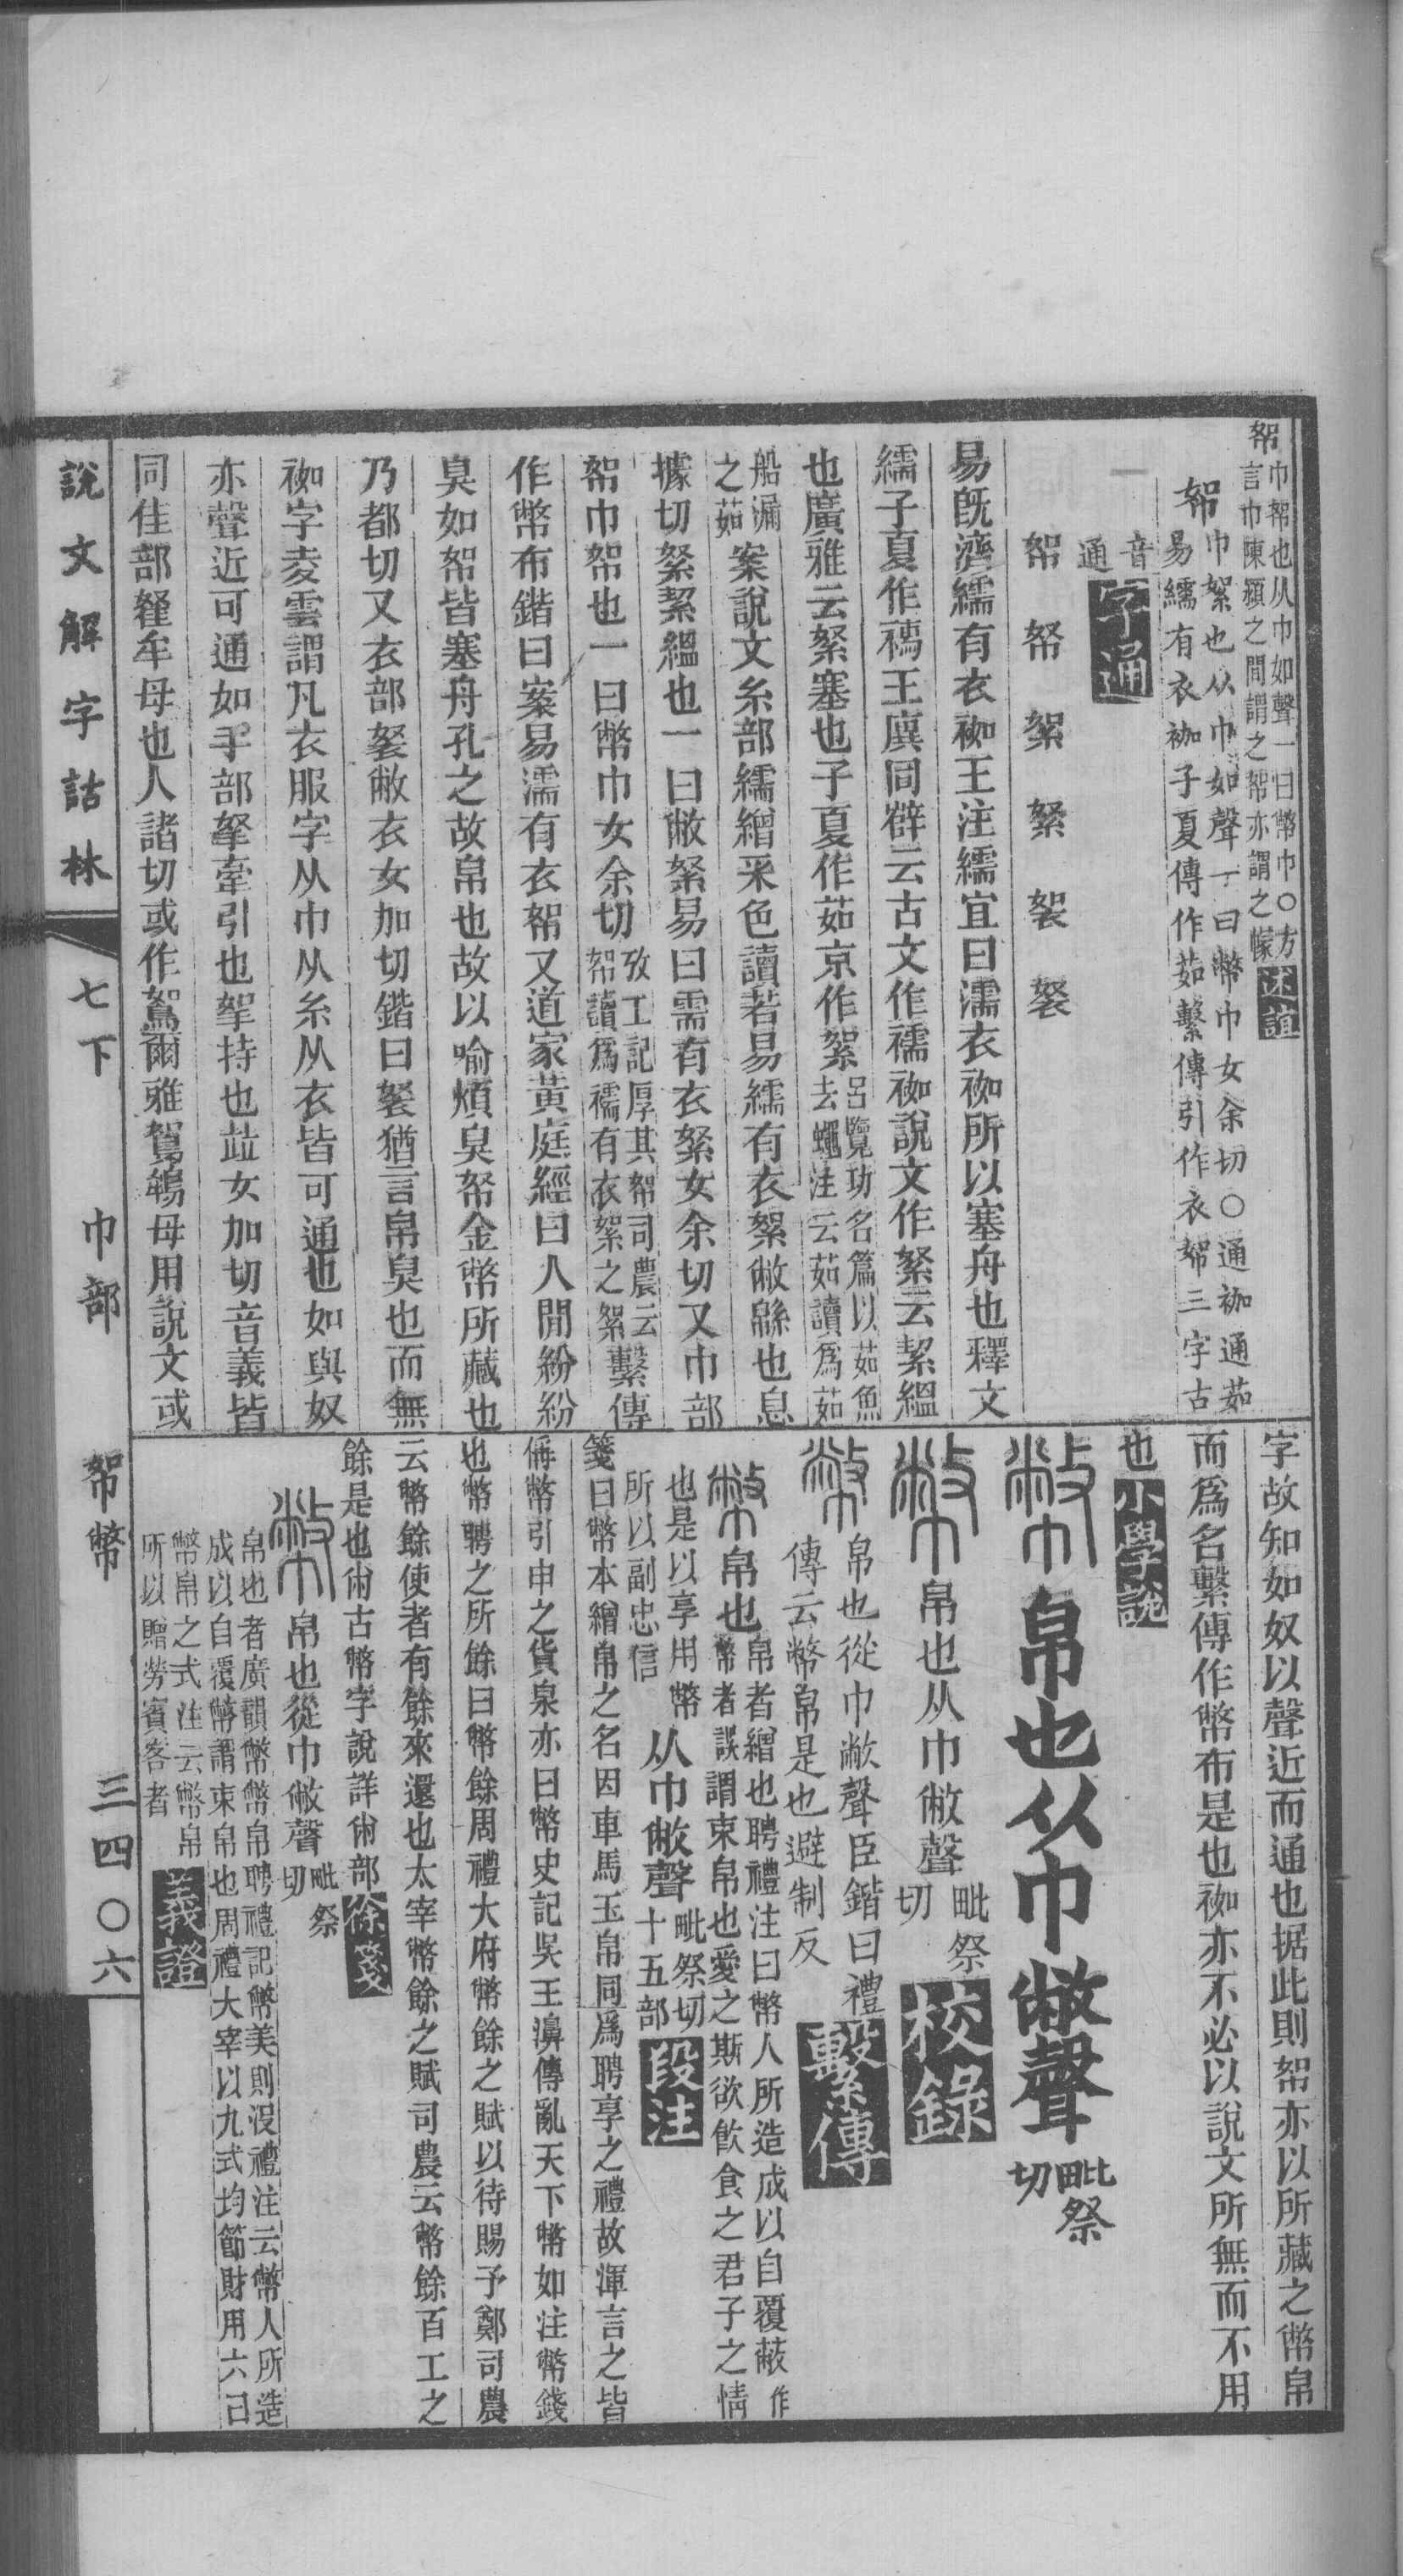 帤
巾帤也从巾如聲一曰幣巾○方
言巾陳潁之間謂之帤亦謂之幏
述誼
帤
巾絮也从巾如聲一曰幣巾女余切○通袽通茹
易繻有衣袽子夏傳作茹繫傳引作衣帤三字古
音
通
字通
帤 帑 絮 絮 袈 袈
易旣濟繻有衣袽王注繻宜曰濡衣袽所以塞舟也釋文
繻子夏作襦王廙同薜云古文作襦袽說文作絮云絜縕
也廣雅云絮塞也子夏作茹京作絮
呂覽功名篇以茹魚
去蠅注云茹讀爲茹
船漏
之茹
案說文糸部繻繒采色讀若易繻有衣絮敝緜也息
據切絮絜縕也一曰敝絮易曰需有衣絮女余切又巾部
帤巾帤也一曰幣巾女余切
攷工記厚其帤司農云
帤讀爲襦有衣絮之絮
繫傳
作幣布鍇曰案易濡有衣帤又道家黃庭經曰人閒紛紛
臭如帤皆塞舟孔之故帛也故以喻煩臭帑金幣所藏也
乃都切又衣部袈敝衣女加切鍇曰袈猶言帛臭也而無
袽字夌雲謂凡衣服字从巾从糸从衣皆可通也如與奴
亦聲近可通如手部拏牽引也挐持也竝女加切音義皆
同隹部䳡牟母也人諸切或作鴽爾雅鴽鴾母用說文或
字故知如奴以聲近而通也据此則帤亦以所藏之幣帛
而爲名繫傳作幣布是也袽亦不必以說文所無而不用
也
小學說
幣
帛也从巾敝聲
毗祭
切
幣
帛也从巾敝聲
毗祭
切
校錄
幣
帛也從巾敝聲臣鍇曰禮
傳云幣帛是也避制反
繫傳
幣
帛也
帛者繒也聘禮注曰幣人所造成以自覆蔽作
幣者誤謂束帛也愛之斯欲飮食之君子之情
也是以享用幣
所以副忠信
从巾敝聲
毗祭切
十五部
段注
箋曰幣本繒帛之名因車馬玉帛同爲聘享之禮故渾言之皆
偁幣引申之貨泉亦曰幣史記吳王濞傳亂天下幣如注幣錢
也幣聘之所餘曰幣餘周禮大府幣餘之賦以待賜予鄭司農
云幣餘使者有餘來還也太宰幣餘之賦司農云幣餘百工之
餘是也㡀古幣字說詳㡀部
徐箋
幣
帛也從巾敝聲
毗祭
切
帛也者廣韻幣幣帛聘禮記幣美則沒禮注云幣人所造
成以自覆幣謂束帛也周禮大宰以九式均節財用六曰
幣帛之式注云幣帛
所以贈勞賓客者
義證
說文解字詁林
七下
巾部
帤幣
三四○六